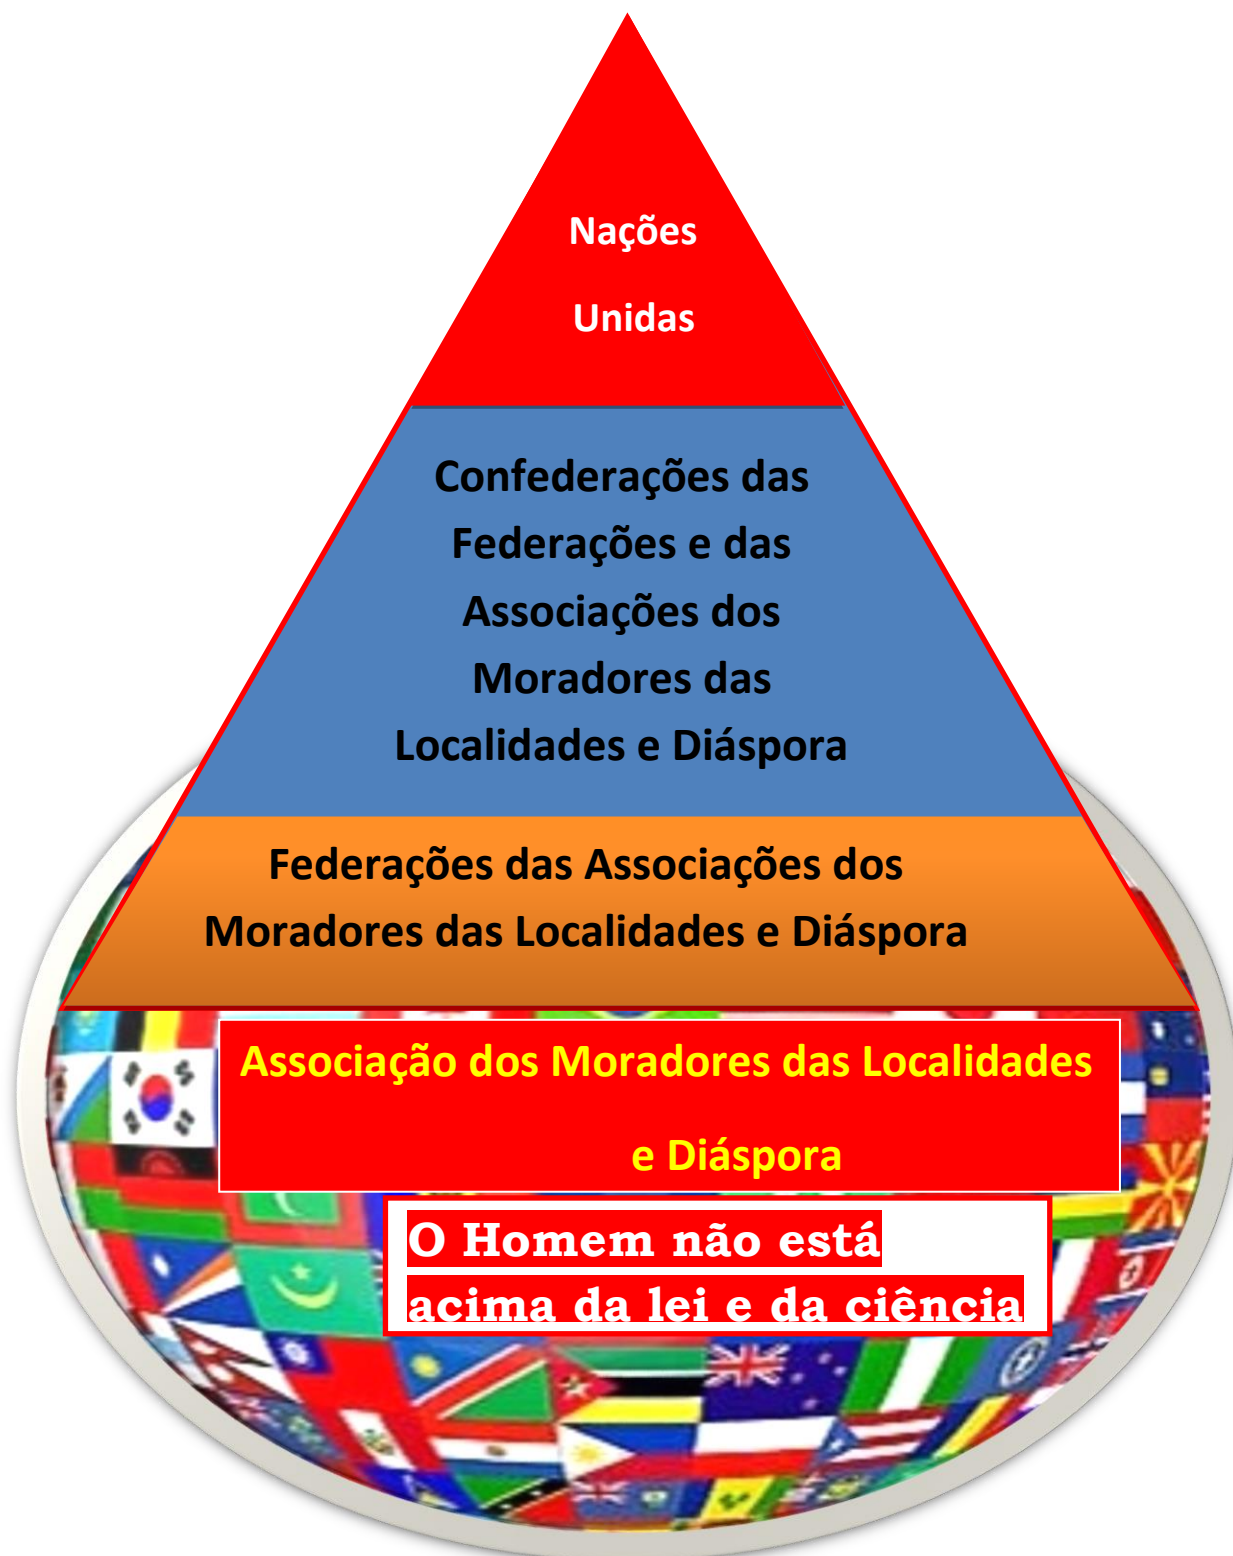 Nações
Unidas
Confederações das
Federações e das
Associações dos
Moradores das
Localidades e Diáspora
Federações das Associações dos
Moradores das Localidades e Diáspora
Associação dos Moradores das Localidades
e Diáspora
O Homem não está
acima da lei e da ciência